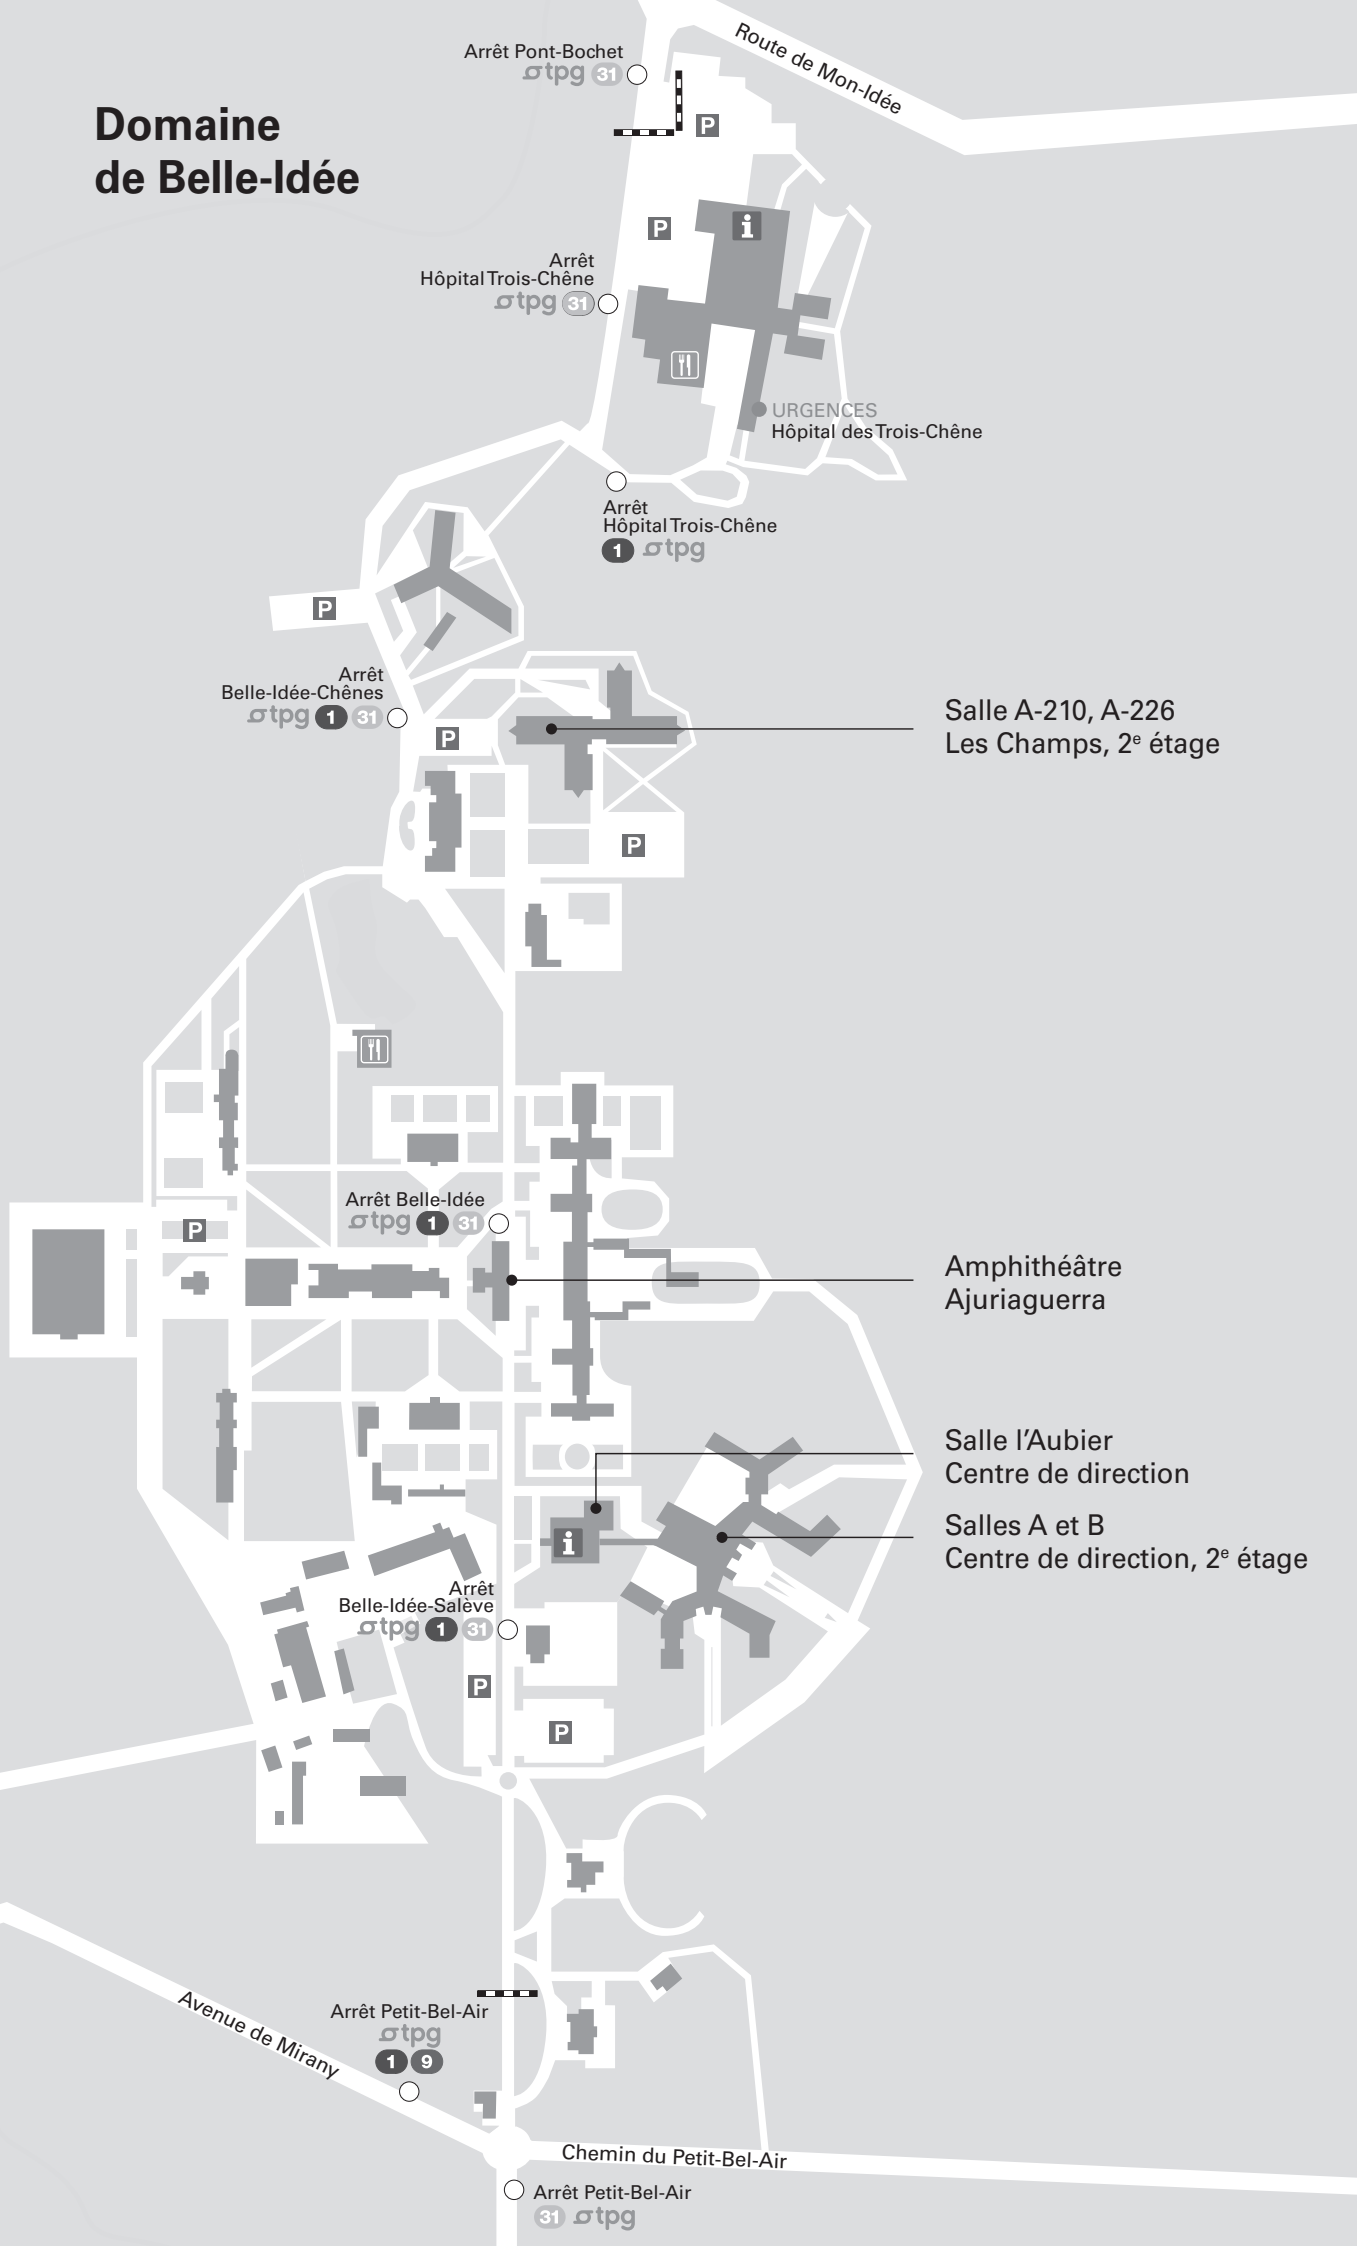 Route de Mon-Idée
Arrêt Pont-Bochet
tpg 31
P
Domaine
de Belle-Idée
P
i
Arrêt
Hôpital Trois-Chêne
tpg 31
URGENCES
Hôpital des Trois-Chêne
Arrêt
Hôpital Trois-Chêne
1 tpg
P
Arrêt
Belle-Idée-Chênes
tpg 1 31
P
Salle A-210, A-226
Les Champs, 2e étage
P
Arrêt Belle-Idée
tpg 1 31
P
Amphithéâtre
Ajuriaguerra
Salle l’Aubier
Centre de direction
Salles A et B
Centre de direction, 2e étage
i
Arrêt
Belle-Idée-Salève
tpg 1 31
P
P
Avenue de Mirany
Arrêt Petit-Bel-Air
tpg
1 9
Chemin du Petit-Bel-Air
Arrêt Petit-Bel-Air
31 tpg